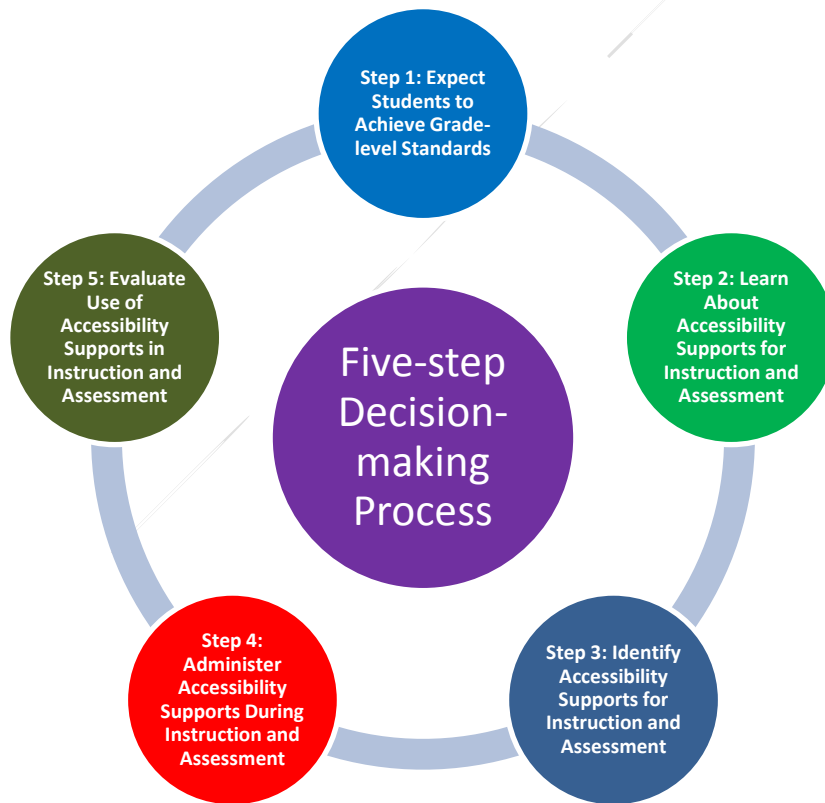 Step 1: Expect
Students to
Achieve Grade-
level Standards
Step 2: Learn
About
Accessibility
Supports for
Instruction and
Assessment
Step 3: Identify
Accessibility
Supports for
Instruction and
Assessment
Step 4:
Administer
Accessibility
Supports During
Instruction and
Assessment
Step 5: Evaluate
Use of
Accessibility
Supports in
Instruction and
Assessment
Five-step
Decision-
making
Process